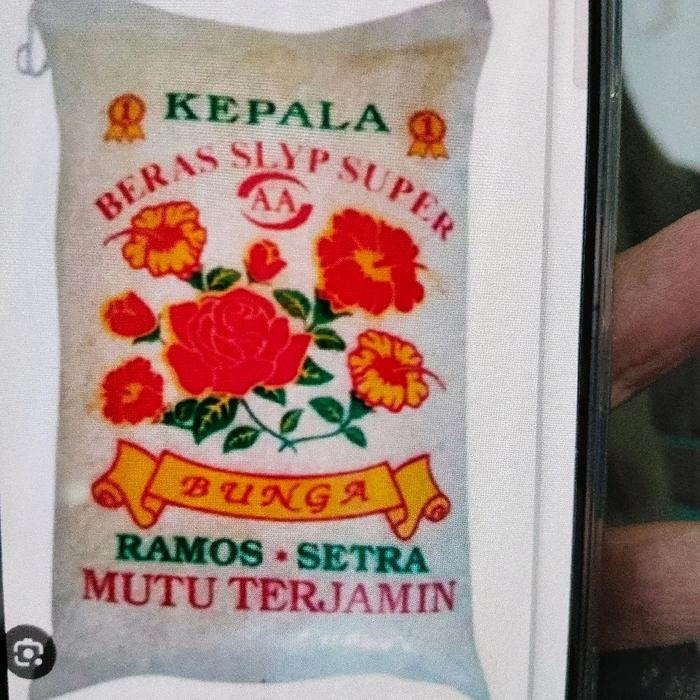 1 KEPALA 1
BERAS SLYP SUPER
AA
BUNGA
RAMOS * SETRA
MUTU TERJAMIN